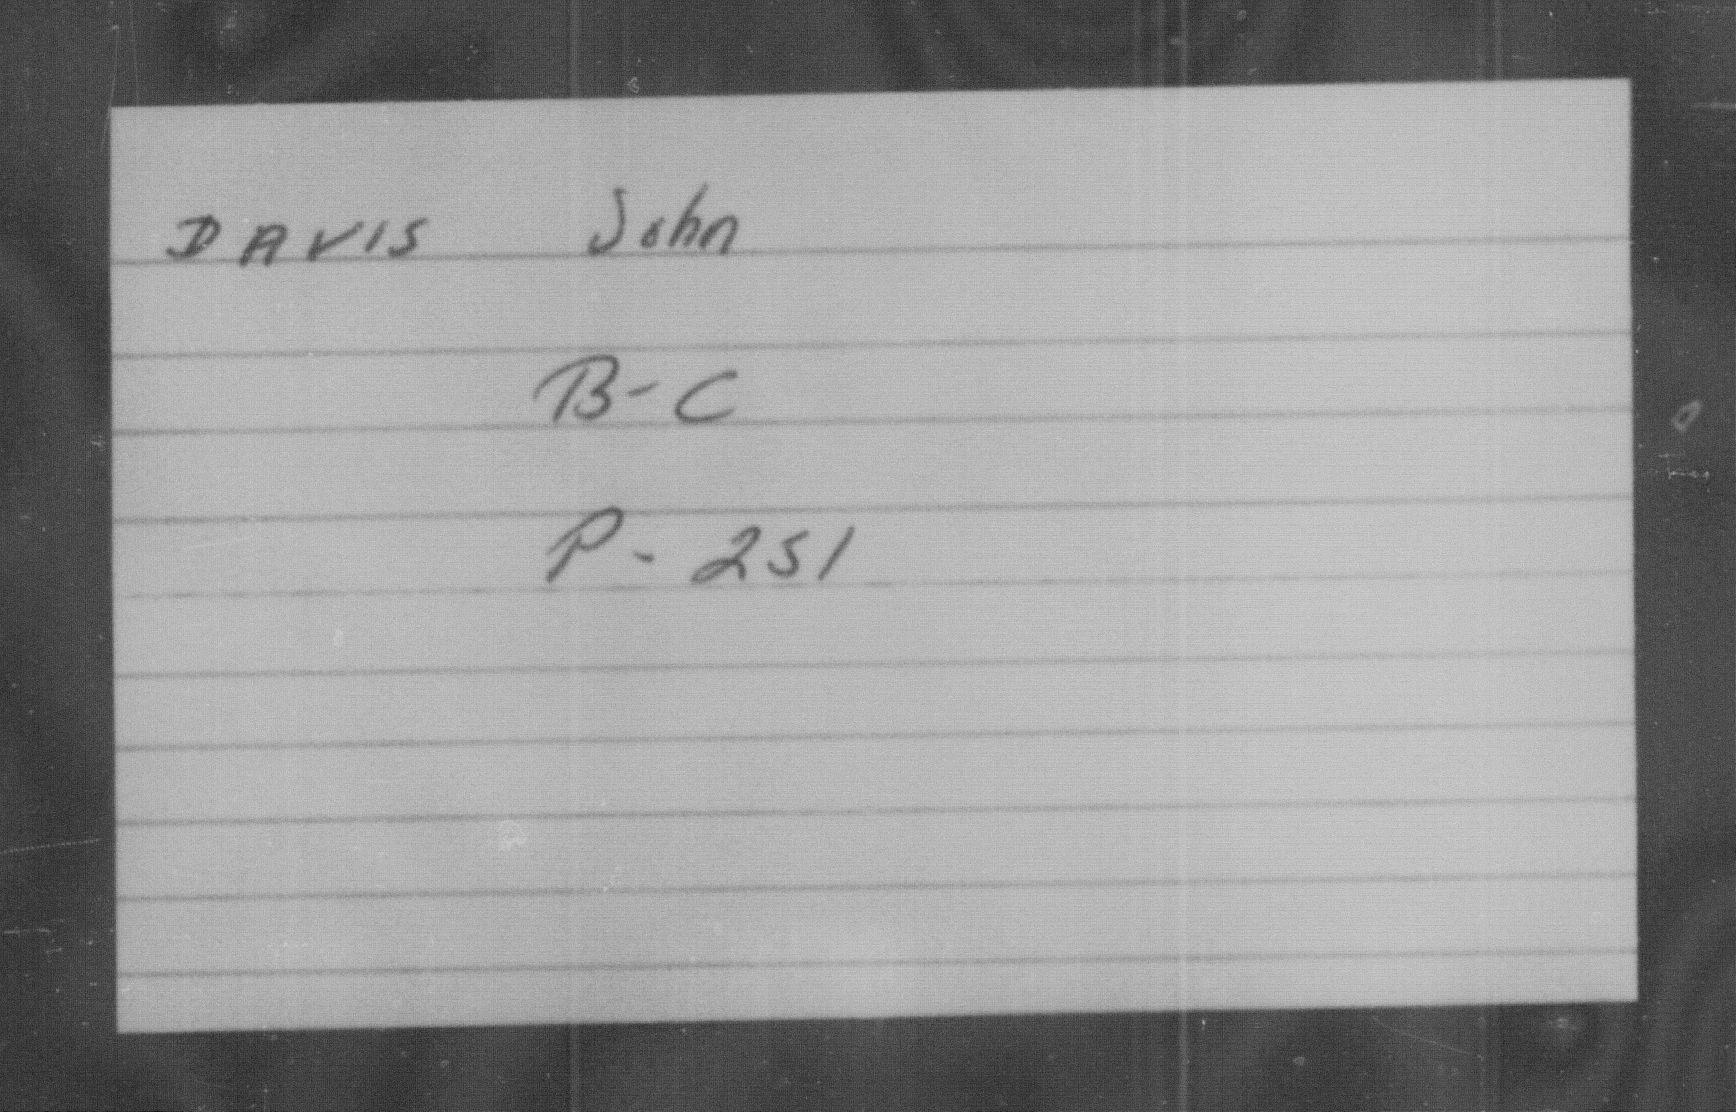 DAVIS John
B-C
P-251